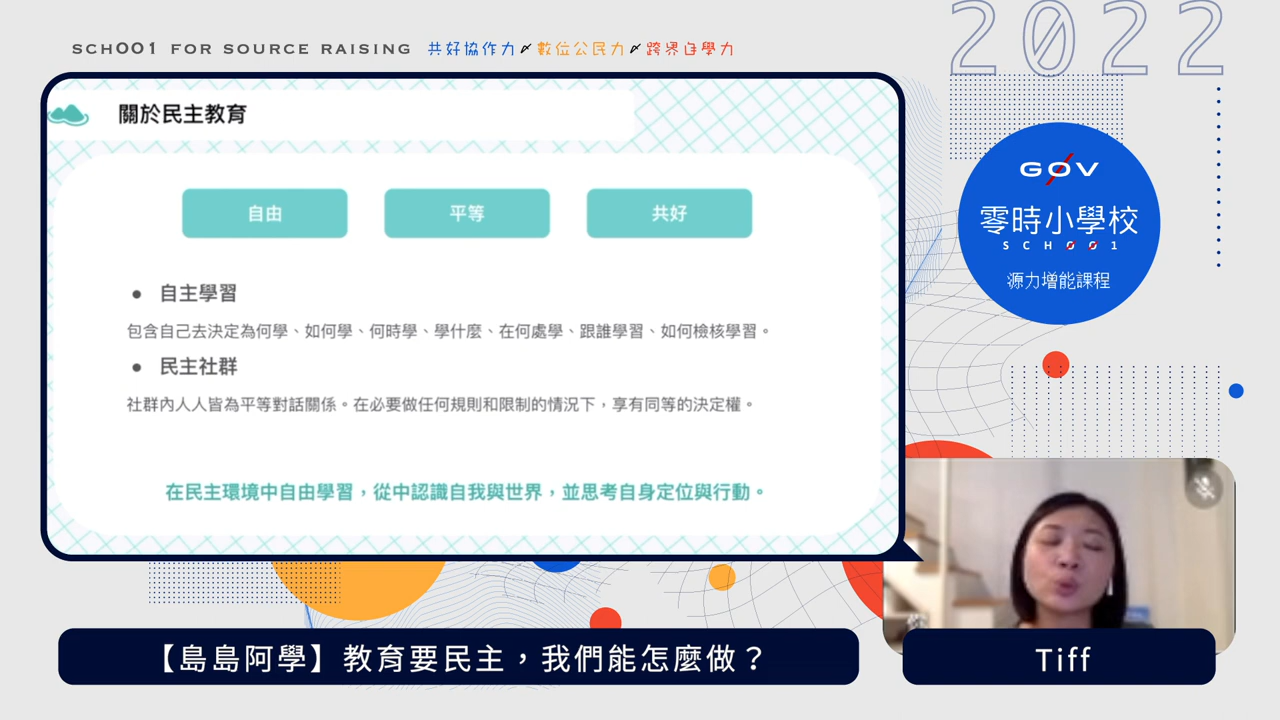 SCHOO1 FOR SOURCE RAISING 共好協作力 數位公民力 跨界自學力
2022
關於民主教育
自由 平等 共好
● 自主學習
包含自己去決定為何學、如何學、何時學、學什麼、在何處學、跟誰學習、如何檢核學習。
● 民主社群
社群內人人皆為平等對話關係。在必要做任何規則和限制的情況下，享有同等的決定權。
在民主環境中自由學習，從中認識自我與世界，並思考自身定位與行動。
G0V
零時小學校
SCH001
源力增能課程
【島島阿學】教育要民主，我們能怎麼做？
Tiff